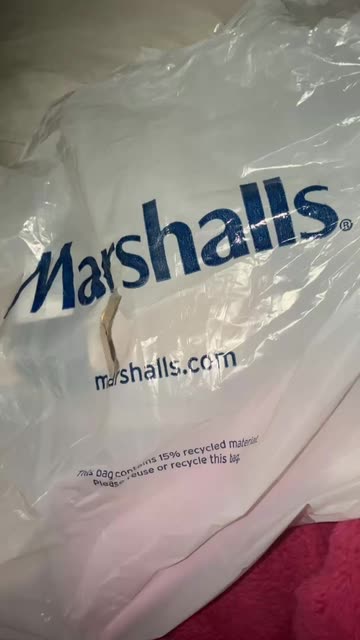 Marshalls®
marshalls.com
This bag contains 15% recycled material
Please reuse or recycle this bag